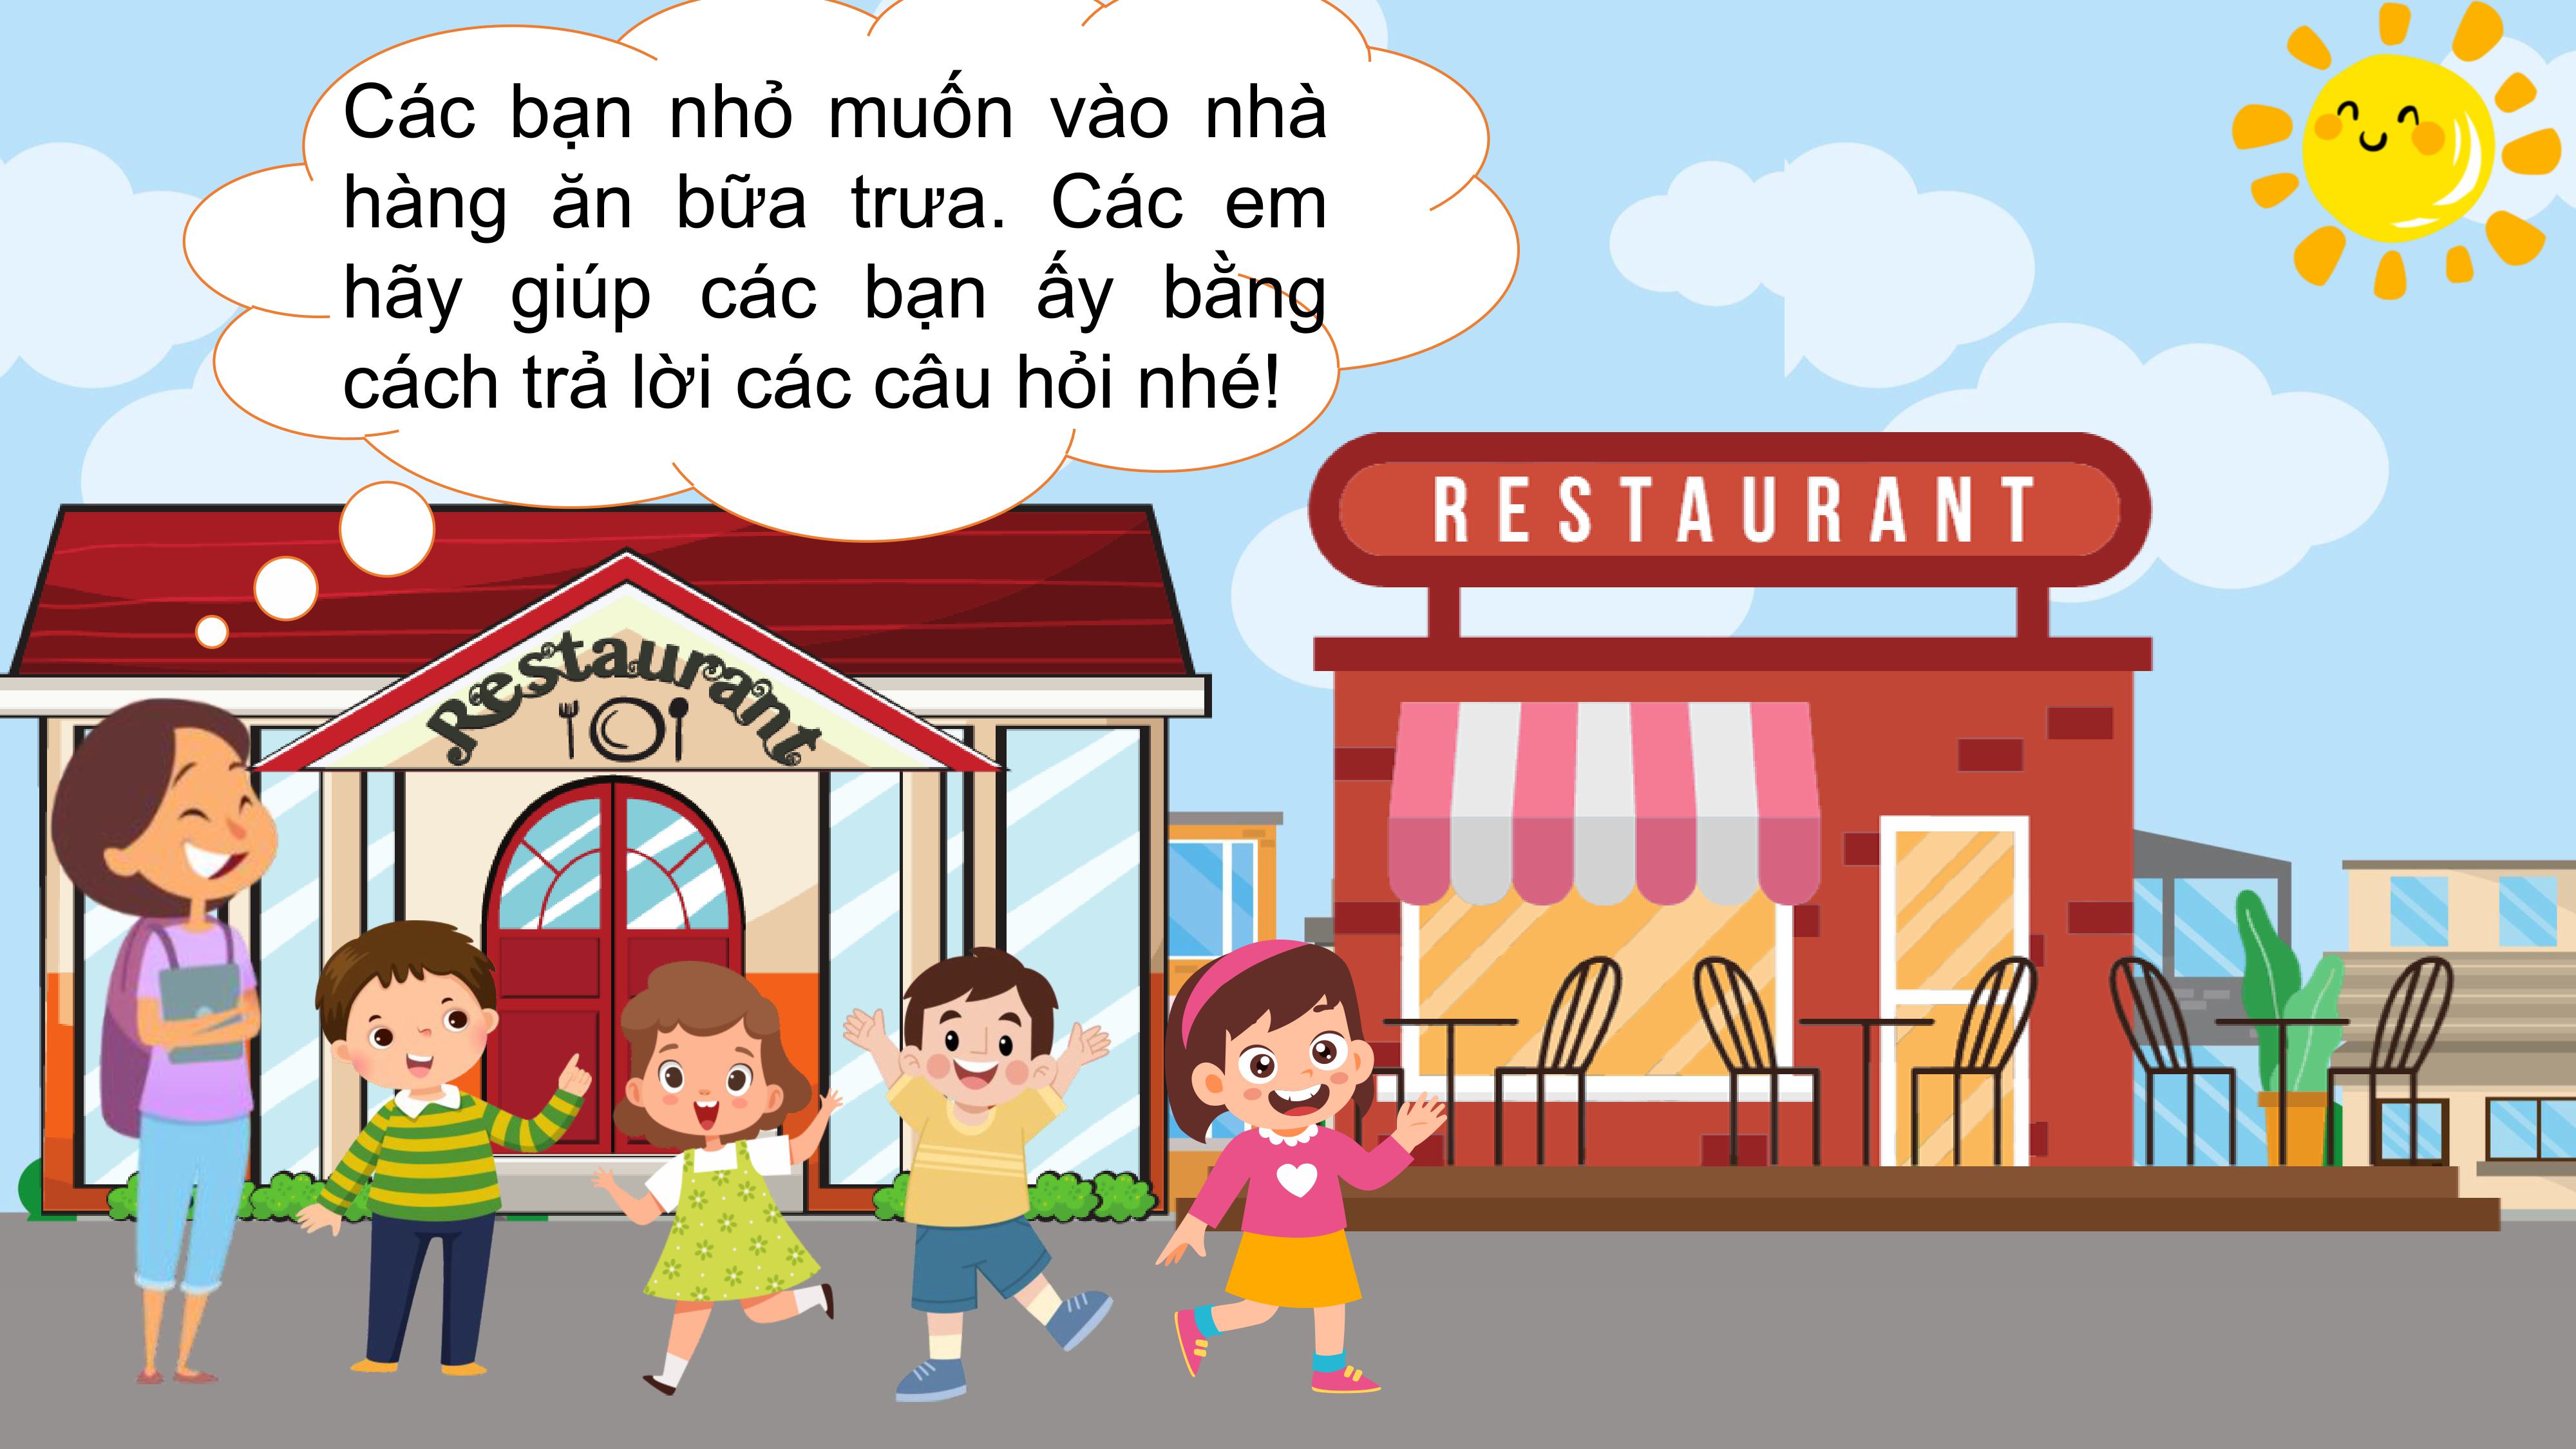 Các bạn nhỏ muốn vào nhà
hàng ăn bữa trưa. Các em
hãy giúp các bạn ấy bằng
cách trả lời các câu hỏi nhé!
RESTAURANT
Restaurant